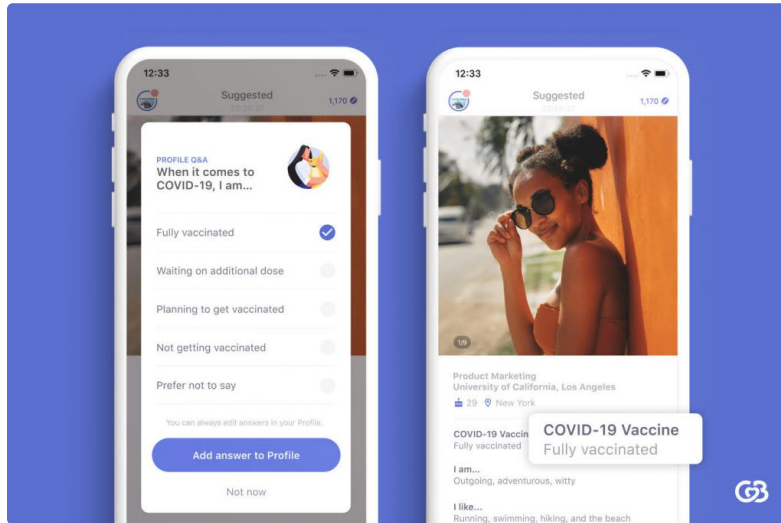 12:33
Suggested
1,170
PROFILE Q&A
When it comes to
COVID-19, I am...
Fully vaccinated
Waiting on additional dose
Planning to get vaccinated
Not getting vaccinated
Prefer not to say
You can always edit answers in your Profile.
Add answer to Profile
Not now
12:33
Suggested
1,170
1/9
Product Marketing
University of California, Los Angeles
29 New York
COVID-19 Vaccin
Fully vaccinated
COVID-19 Vaccine
Fully vaccinated
I am...
Outgoing, adventurous, witty
I like...
Running, swimming, hiking, and the beach